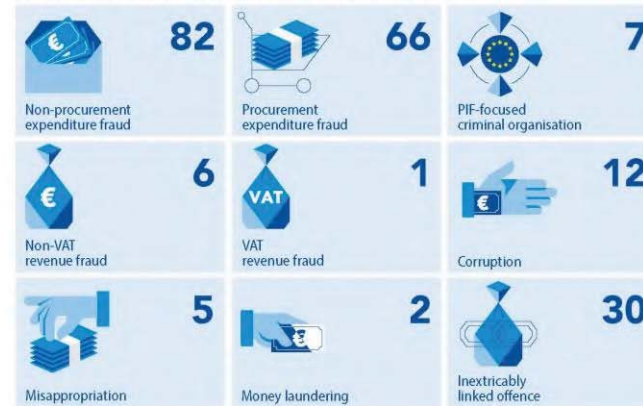 82
Non-procurement
expenditure fraud
66
Procurement
expenditure fraud
7
PIF-focused
criminal organisation
€
6
Non-VAT
revenue fraud
VAT
1
VAT
revenue fraud
€
12
Corruption
5
Misappropriation
€
2
Money laundering
30
Inextricably
linked offence